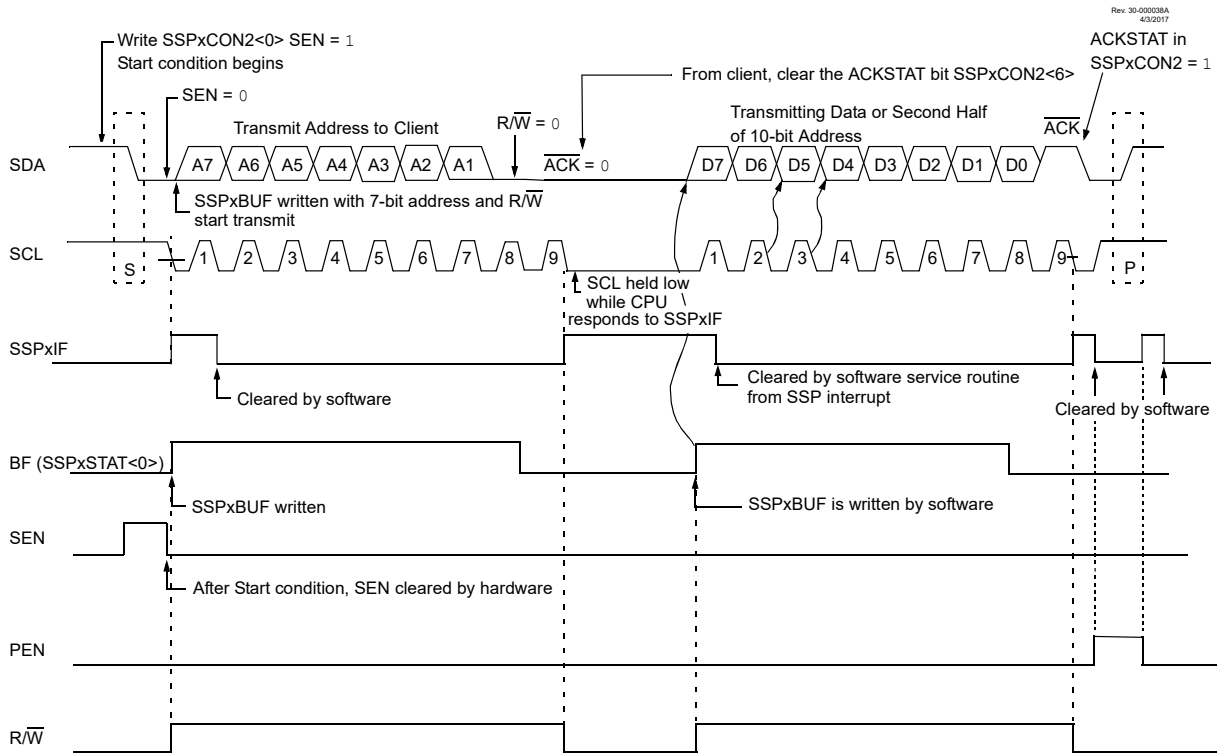 Rev. 30-000038A
4/3/2017
Write SSPxCON2<0> SEN = 1
Start condition begins
ACKSTAT in
SSPxCON2 = 1
From client, clear the ACKSTAT bit SSPxCON2<6>
SEN = 0
Transmit Address to Client
R/W = 0
Transmitting Data or Second Half
of 10-bit Address
ACK
SDA
A7 A6 A5 A4 A3 A2 A1
ACK = 0
D7 D6 D5 D4 D3 D2 D1 D0
SSPxBUF written with 7-bit address and R/W
start transmit
SCL
S
1 2 3 4 5 6 7 8 9
1 2 3 4 5 6 7 8 9
P
SCL held low
while CPU
responds to SSPxIF
SSPxIF
Cleared by software
Cleared by software service routine
from SSP interrupt
Cleared by software
BF (SSPxSTAT<0>)
SSPxBUF written
SSPxBUF is written by software
SEN
After Start condition, SEN cleared by hardware
PEN
R/W